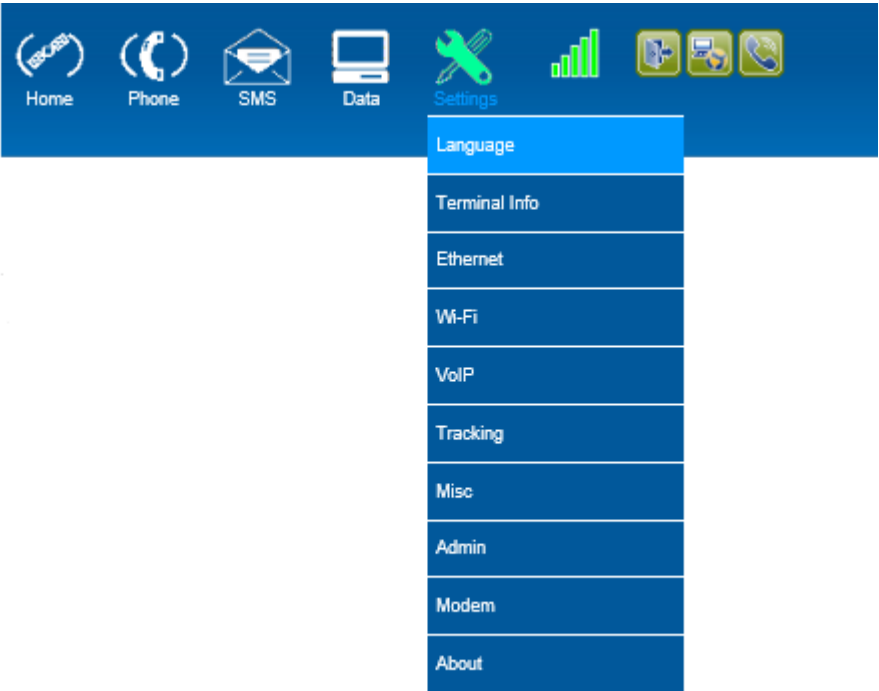 Home Phone SMS Data Settings
Language
Terminal Info
Ethernet
Wi-Fi
VoIP
Tracking
Misc
Admin
Modem
About